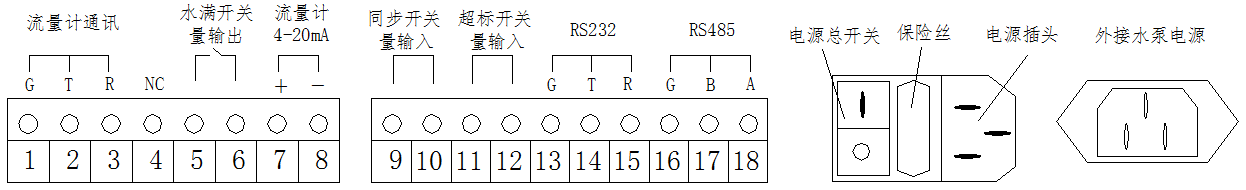 流量计通讯
水满开关
量输出
流量计
4-20mA
同步开关
量输入
超标开关
量输入
RS232
RS485
电源总开关
保险丝
电源插头
外接水泵电源
G T R NC + − G T R G B A
1 2 3 4 5 6 7 8 9 10 11 12 13 14 15 16 17 18